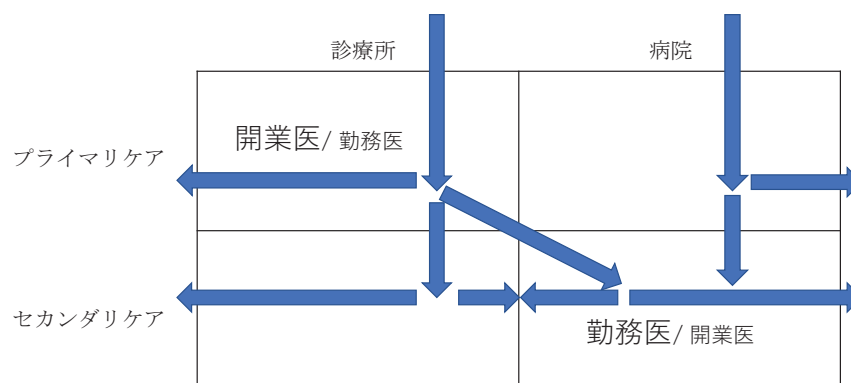 診療所
病院
開業医/ 勤務医
プライマリケア
セカンダリケア
勤務医/ 開業医